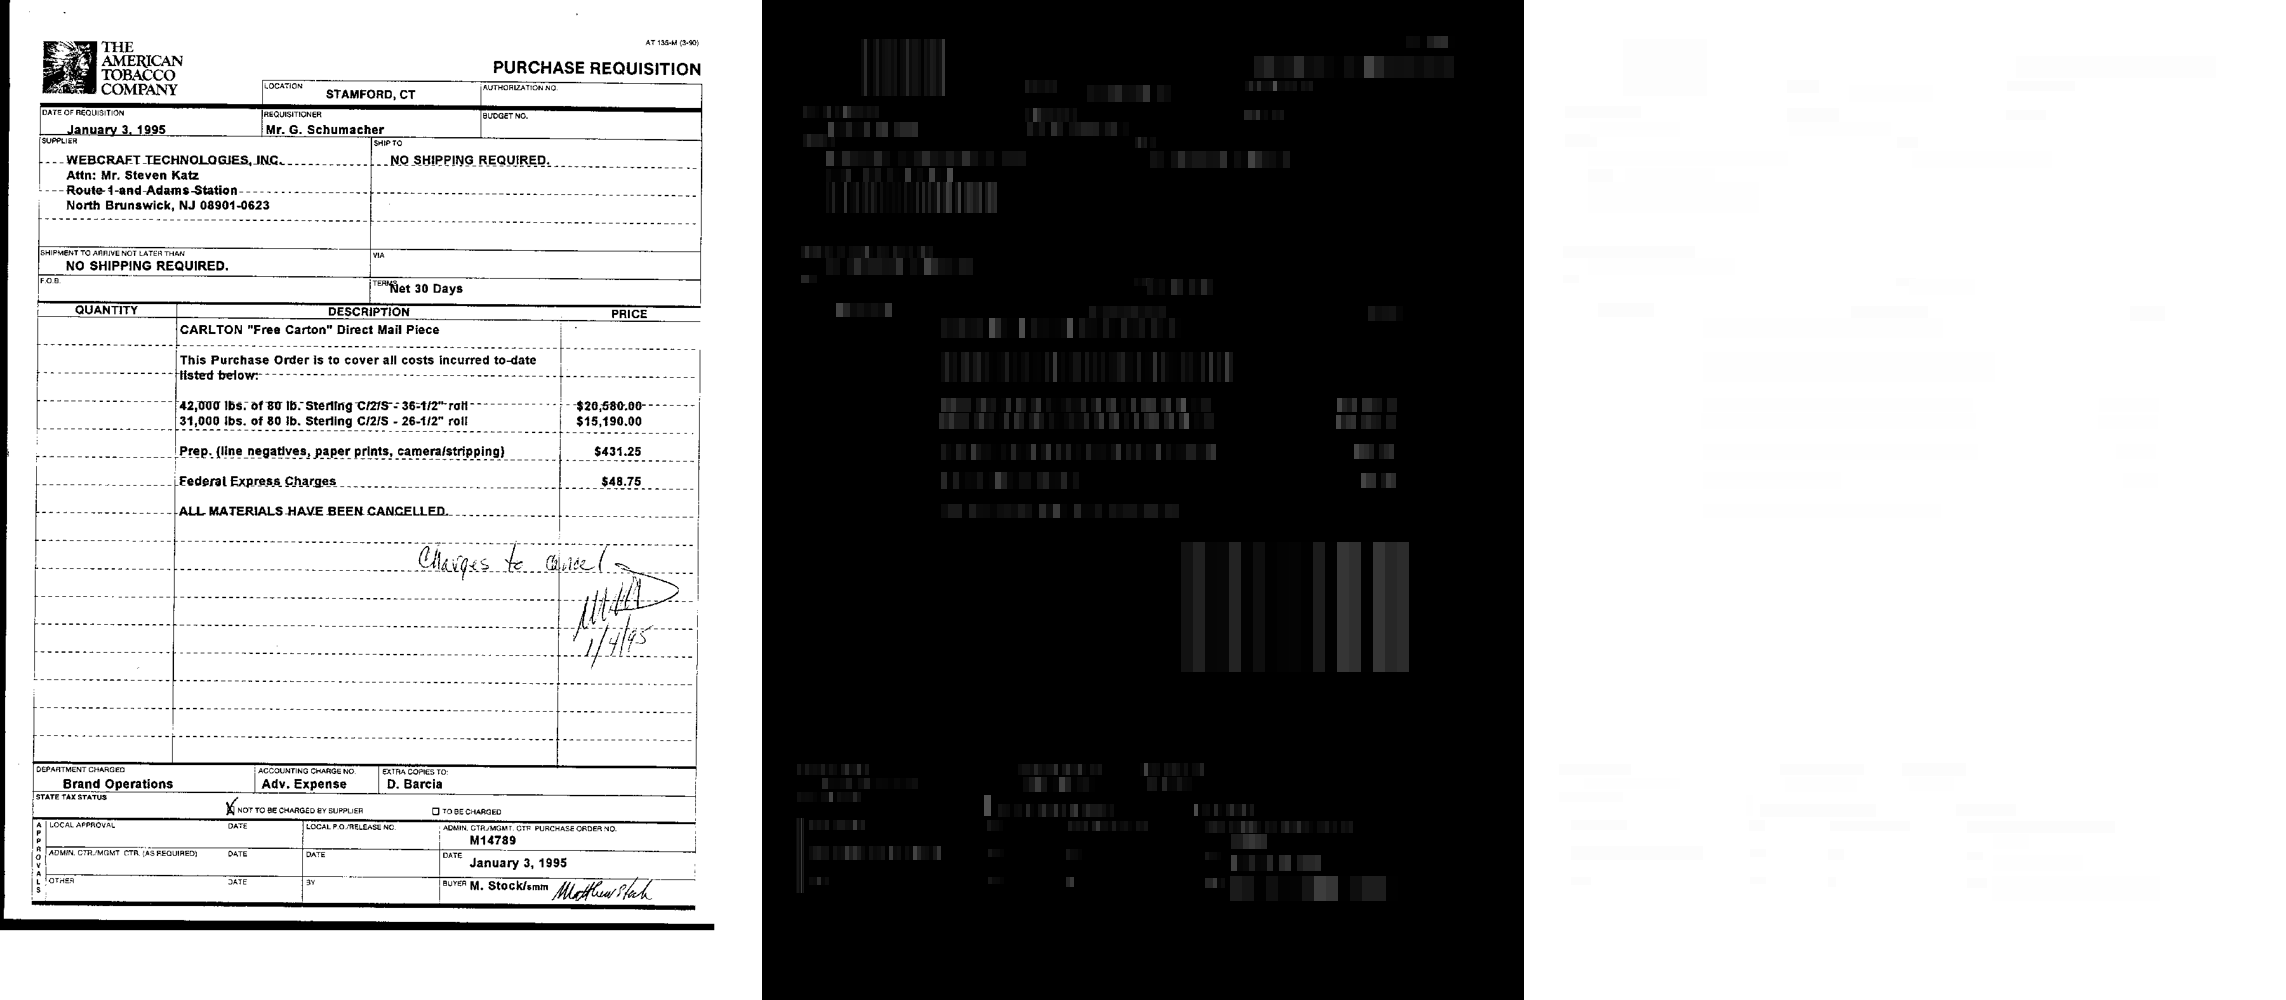 THE
AMERICAN
TOBACCO
COMPANY
AT 135-M (3-90)
PURCHASE REQUISITION
LOCATION
STAMFORD, CT
AUTHORIZATION NO.
DATE OF REQUISITION
January 3, 1995
REQUISITIONER
Mr. G. Schumacher
BUDGET NO.
SUPPLIER
WEBCRAFT TECHNOLOGIES, INC.
Attn: Mr. Steven Katz
Route 1 and Adams Station
North Brunswick, NJ 08901-0623
SHIP TO
NO SHIPPING REQUIRED.
SHIPMENT TO ARRIVE NOT LATER THAN
NO SHIPPING REQUIRED.
VIA
F.O.B.
TERMS
Net 30 Days
QUANTITY DESCRIPTION PRICE
CARLTON "Free Carton" Direct Mail Piece
This Purchase Order is to cover all costs incurred to-date
listed below:
42,000 lbs. of 80 lb. Sterling C/2/S - 36-1/2" roll $20,580.00
31,000 lbs. of 80 lb. Sterling C/2/S - 26-1/2" roll $15,190.00
Prep. (line negatives, paper prints, camera/stripping) $431.25
Federal Express Charges $48.75
ALL MATERIALS HAVE BEEN CANCELLED.
Charges to cancel
1/4/95
DEPARTMENT CHARGED
Brand Operations
ACCOUNTING CHARGE NO.
Adv. Expense
EXTRA COPIES TO:
D. Barcia
STATE TAX STATUS
X NOT TO BE CHARGED BY SUPPLIER TO BE CHARGED
APPROVALS
LOCAL APPROVAL DATE LOCAL P.O./RELEASE NO. ADMIN. CTR./MGMT. CTR. PURCHASE ORDER NO.
M14789
ADMIN. CTR./MGMT. CTR. (AS REQUIRED) DATE DATE DATE January 3, 1995
OTHER DATE BY BUYER M. Stock/smm Matthew Stock